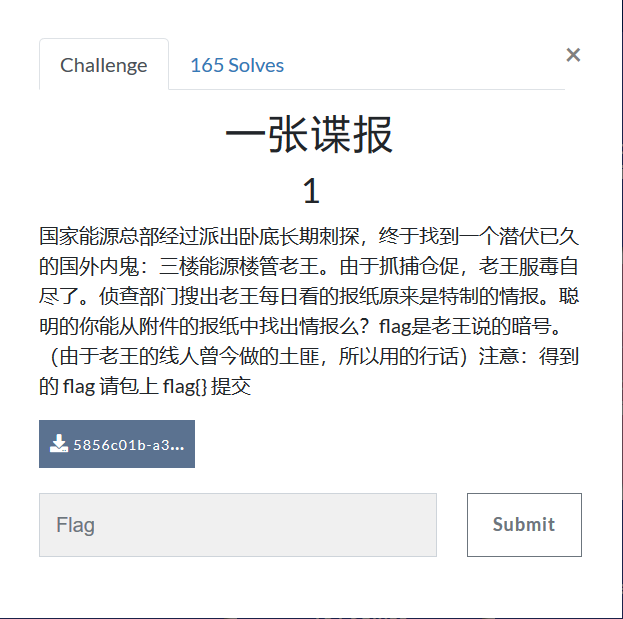 Challenge
165 Solves
×
一张谍报
1
国家能源总部经过派出卧底长期刺探，终于找到一个潜伏已久
的国外内鬼：三楼能源楼管老王。由于抓捕仓促，老王服毒自
尽了。侦查部门搜出老王每日看的报纸原来是特制的情报。聪
明的你能从附件的报纸中找出情报么？flag是老王说的暗号。
（由于老王的线人曾今做的土匪，所以用的行话）注意：得到
的 flag 请包上 flag{} 提交
5856c01b-a3...
Flag
Submit